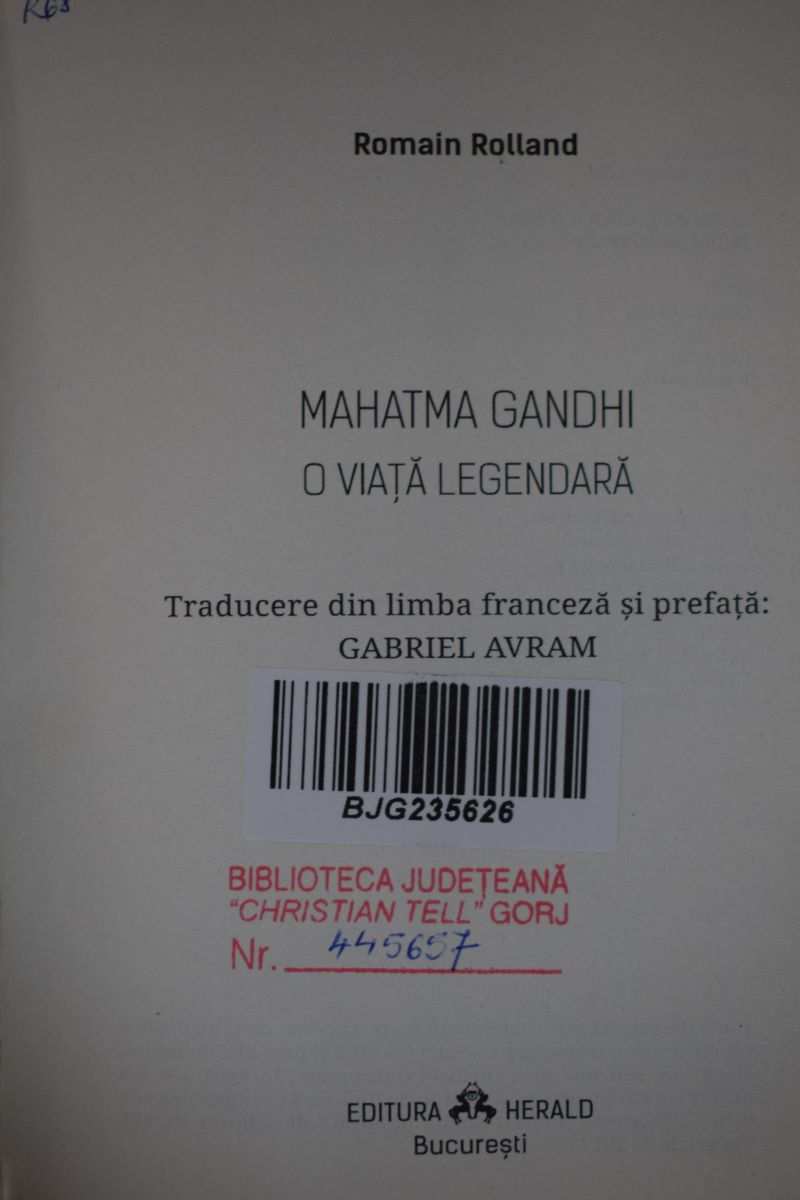 Romain Rolland
MAHATMA GANDHI
O VIAȚĂ LEGENDARĂ
Traducere din limba franceză și prefață:
GABRIEL AVRAM
BJG235626
BIBLIOTECA JUDEȚEANĂ
"CHRISTIAN TELL" GORJ
Nr. 445657
EDITURA HERALD
București